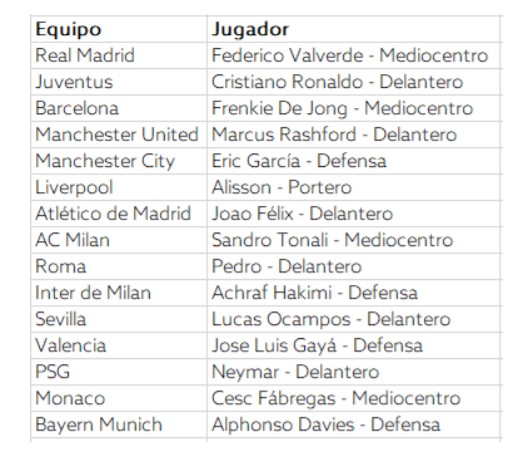 Equipo Jugador
Real Madrid Federico Valverde - Mediocentro
Juventus Cristiano Ronaldo - Delantero
Barcelona Frenkie De Jong - Mediocentro
Manchester United Marcus Rashford - Delantero
Manchester City Eric García - Defensa
Liverpool Alisson - Portero
Atlético de Madrid Joao Félix - Delantero
AC Milan Sandro Tonali - Mediocentro
Roma Pedro - Delantero
Inter de Milan Achraf Hakimi - Defensa
Sevilla Lucas Ocampos - Delantero
Valencia Jose Luis Gayá - Defensa
PSG Neymar - Delantero
Monaco Cesc Fábregas - Mediocentro
Bayern Munich Alphonso Davies - Defensa